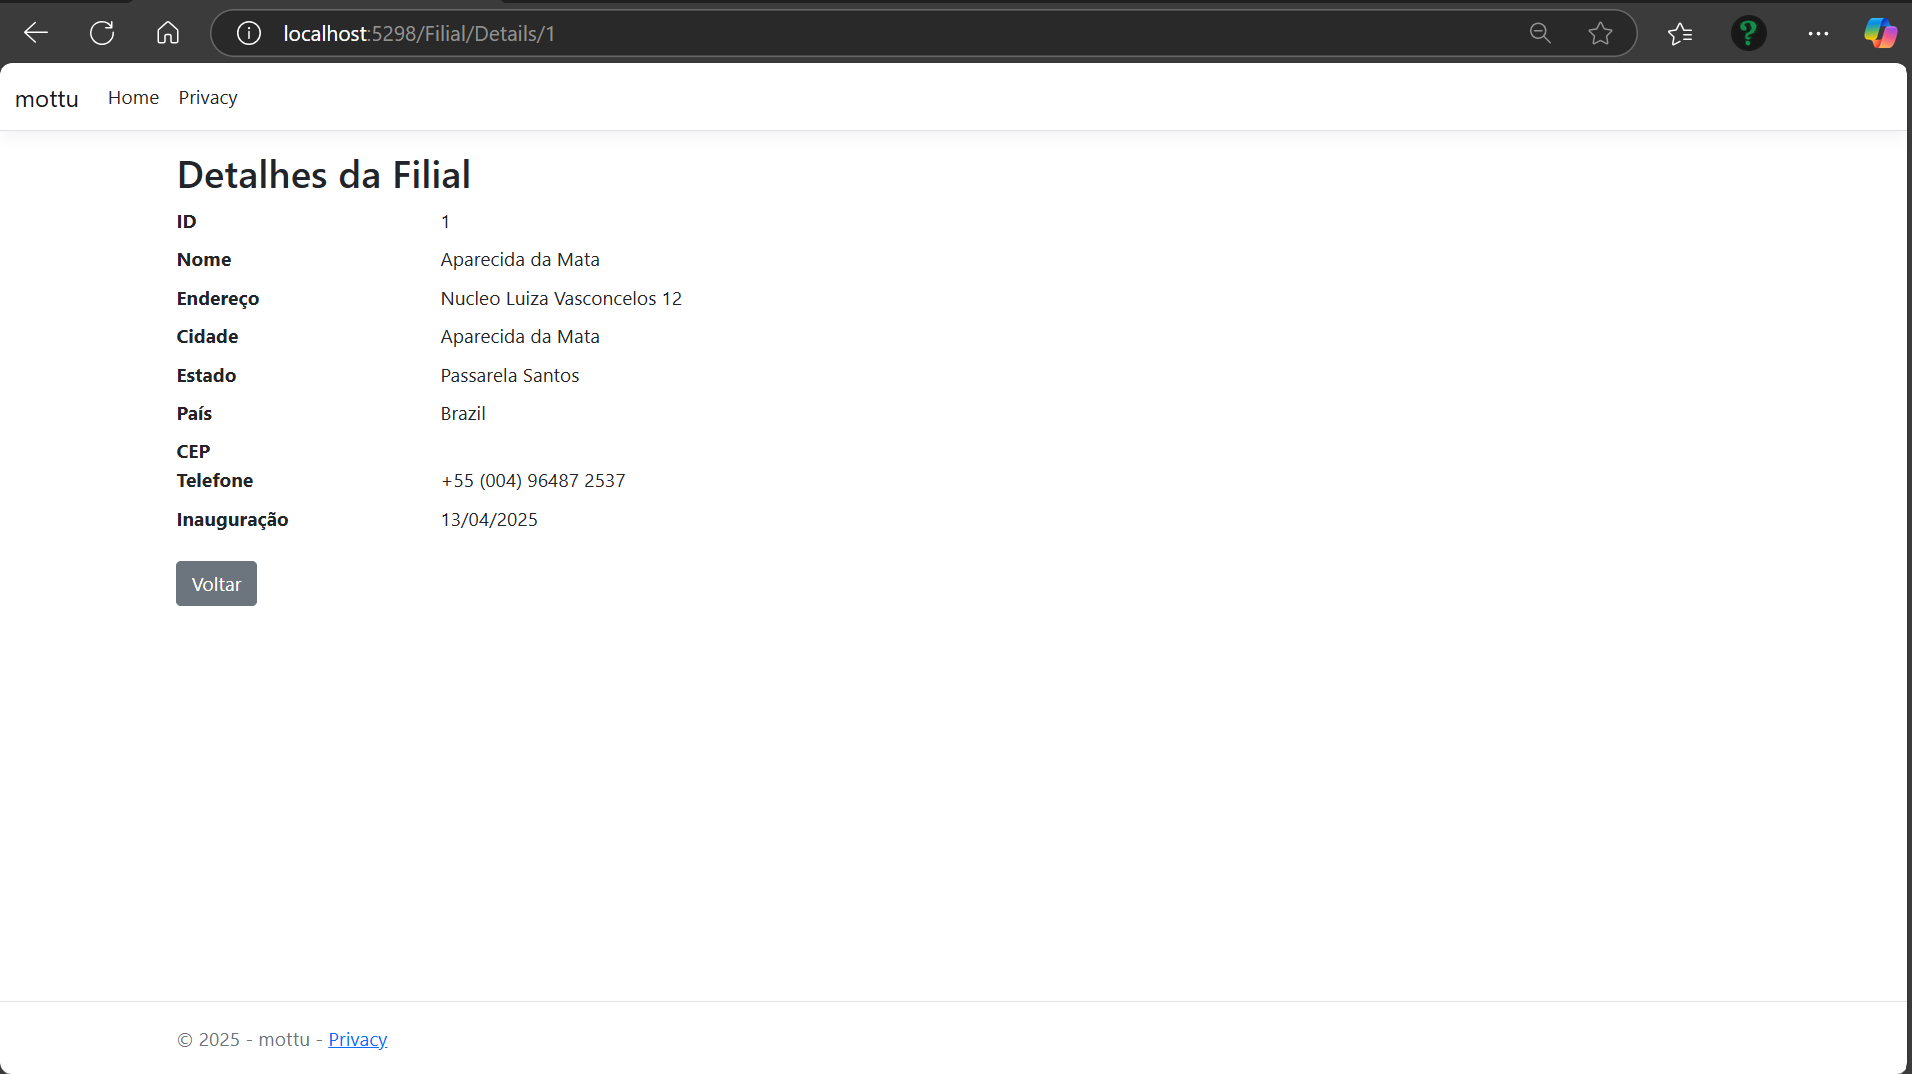 localhost:5298/Filial/Details/1
mottu Home Privacy
Detalhes da Filial
ID 1
Nome Aparecida da Mata
Endereço Nucleo Luiza Vasconcelos 12
Cidade Aparecida da Mata
Estado Passarela Santos
País Brazil
CEP
Telefone +55 (004) 96487 2537
Inauguração 13/04/2025
Voltar
© 2025 - mottu - Privacy